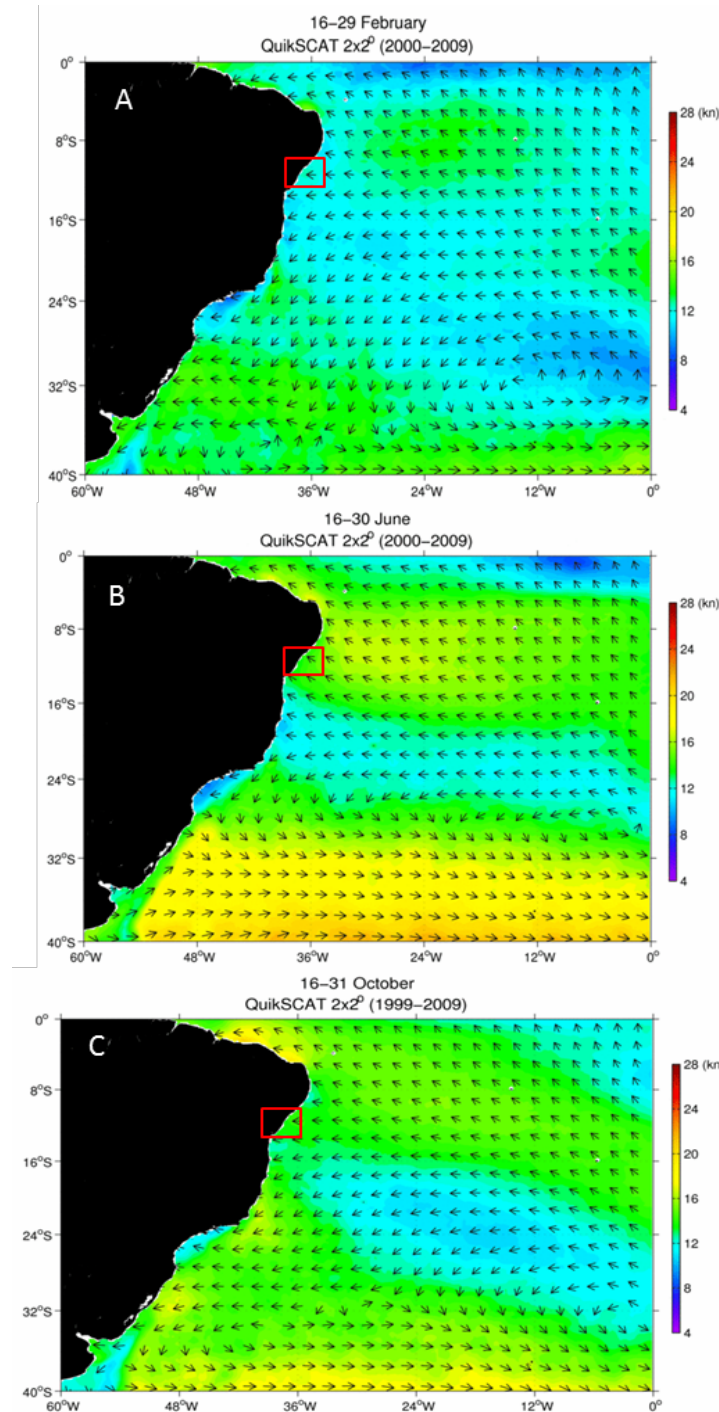 16−29 February
QuikSCAT 2x2° (2000−2009)
A
0°
8°S
16°S
24°S
32°S
40°S
60°W
48°W
36°W
24°W
12°W
0°
28 (kn)
24
20
16
12
8
4
16−30 June
QuikSCAT 2x2° (2000−2009)
B
0°
8°S
16°S
24°S
32°S
40°S
60°W
48°W
36°W
24°W
12°W
0°
28 (kn)
24
20
16
12
8
4
16−31 October
QuikSCAT 2x2° (1999−2009)
C
0°
8°S
16°S
24°S
32°S
40°S
60°W
48°W
36°W
24°W
12°W
0°
28 (kn)
24
20
16
12
8
4